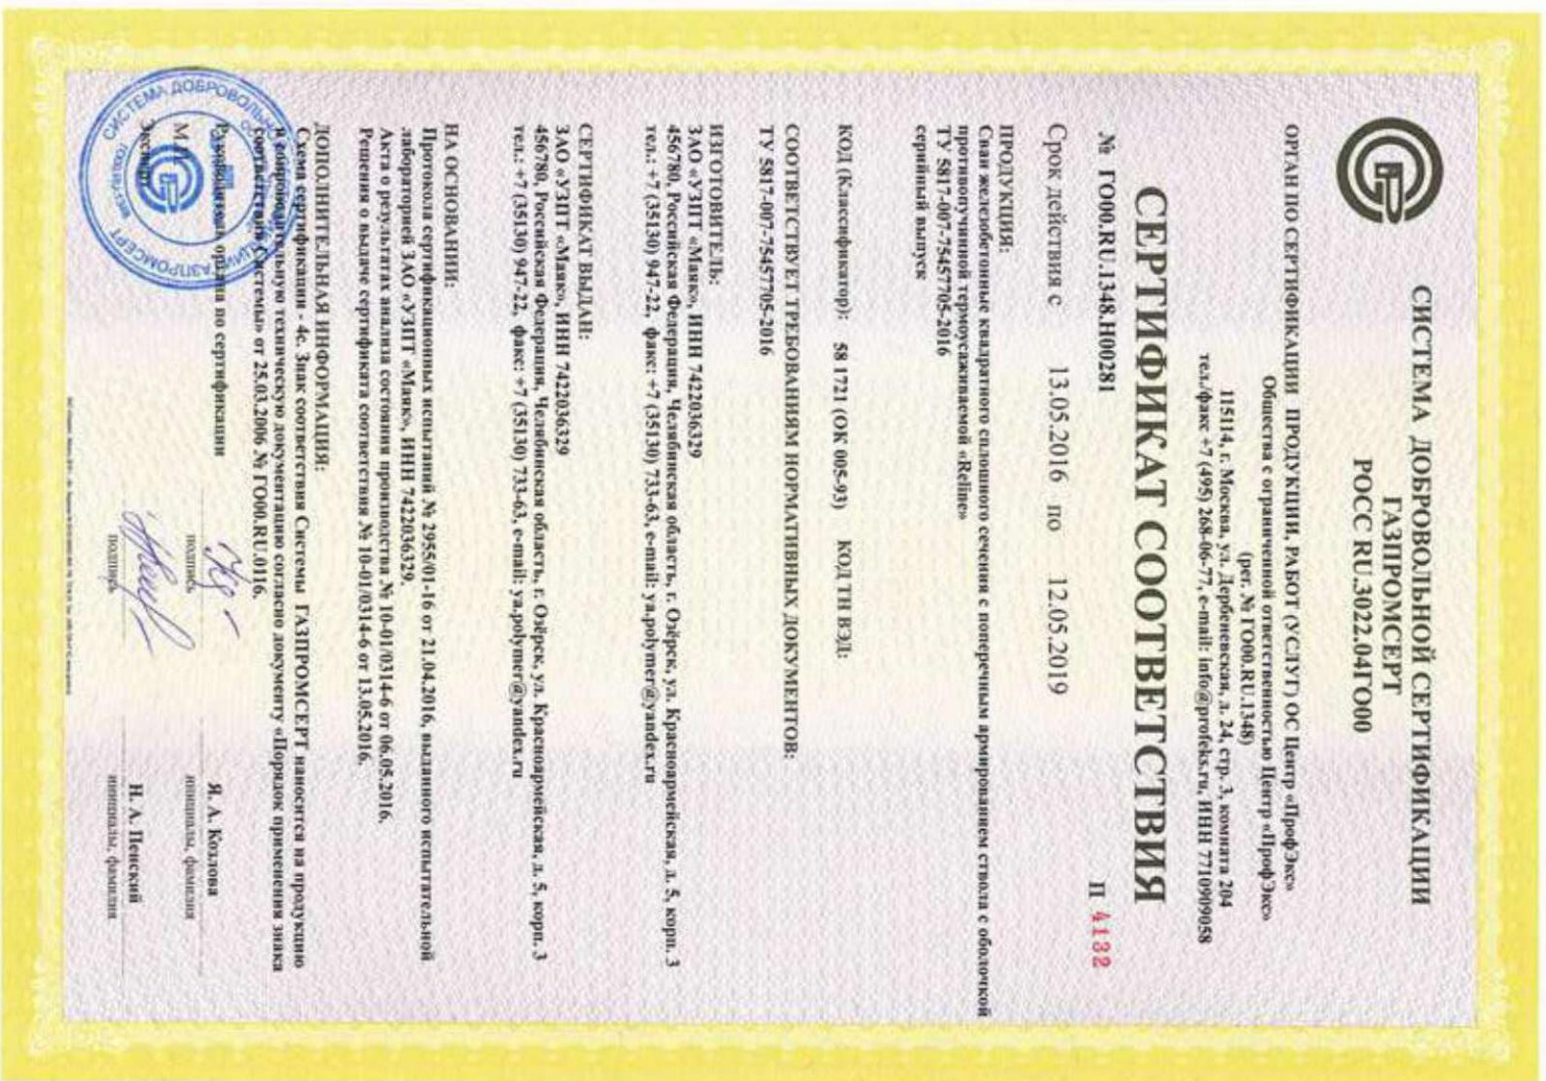 СИСТЕМА ДОБРОВОЛЬНОЙ СЕРТИФИКАЦИИ
ГАЗПРОМСЕРТ
РОСС RU.3022.04ГО00
ОРГАН ПО СЕРТИФИКАЦИИ ПРОДУКЦИИ, РАБОТ (УСЛУГ) ОС Центр «ПрофЭкс»
Общества с ограниченной ответственностью Центр «ПрофЭкс»
(рег. № ГО00.RU.1348)
115114, г. Москва, ул. Дербеневская, д. 24, стр. 3, комната 204
тел./факс +7 (495) 268-06-77, e-mail: info@profeks.ru, ИНН 7710909058
СЕРТИФИКАТ СООТВЕТСТВИЯ
№ ГО00.RU.1348.Н00281
П 4132
Срок действия с 13.05.2016 по 12.05.2019
ПРОДУКЦИЯ:
Сваи железобетонные квадратного сплошного сечения с поперечным армированием ствола с оболочкой
противопучинной термоусаживаемой «Reline»
ТУ 5817-007-75457705-2016
серийный выпуск
КОД (Классификатор): 58 1721 (ОК 005-93) КОД ТН ВЭД:
СООТВЕТСТВУЕТ ТРЕБОВАНИЯМ НОРМАТИВНЫХ ДОКУМЕНТОВ:
ТУ 5817-007-75457705-2016
ИЗГОТОВИТЕЛЬ:
ЗАО «УЗПТ «Маяк», ИНН 7422036329
456780, Российская Федерация, Челябинская область, г. Озёрск, ул. Красноармейская, д. 5, корп. 3
тел.: +7 (35130) 947-22, факс: +7 (35130) 733-63, e-mail: ya.polymer@yandex.ru
СЕРТИФИКАТ ВЫДАН:
ЗАО «УЗПТ «Маяк», ИНН 7422036329
456780, Российская Федерация, Челябинская область, г. Озёрск, ул. Красноармейская, д. 5, корп. 3
тел.: +7 (35130) 947-22, факс: +7 (35130) 733-63, e-mail: ya.polymer@yandex.ru
НА ОСНОВАНИИ:
Протокола сертификационных испытаний № 2955/01-16 от 21.04.2016, выданного испытательной
лабораторией ЗАО «УЗПТ «Маяк», ИНН 7422036329.
Акта о результатах анализа состояния производства № 10-01/0314-6 от 06.05.2016.
Решения о выдаче сертификата соответствия № 10-01/0314-6 от 13.05.2016.
ДОПОЛНИТЕЛЬНАЯ ИНФОРМАЦИЯ:
Схема сертификации - 4с. Знак соответствия Системы ГАЗПРОМСЕРТ наносится на продукцию
и сопроводительную техническую документацию согласно документу «Порядок применения знака
соответствия Системы» от 25.03.2006 № ГО00.RU.0116.
Руководитель органа по сертификации
подпись
Я. А. Козлова
инициалы, фамилия
М.П.
Эксперт
подпись
Н. А. Пенский
инициалы, фамилия
СИСТЕМА ДОБРОВОЛЬНОЙ
ГАЗПРОМСЕРТ